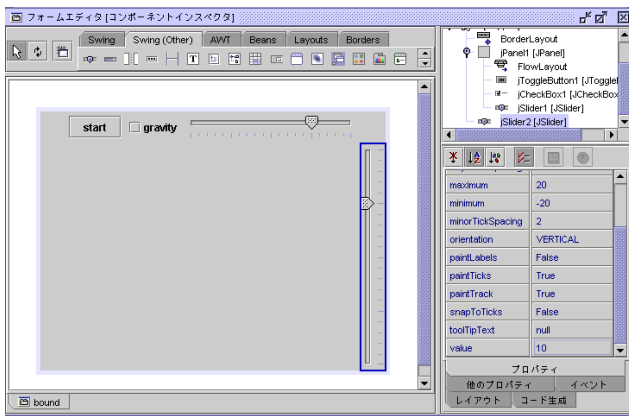 フォームエディタ [コンポーネントインスペクタ]
Swing Swing (Other) AWT Beans Layouts Borders
start gravity
bound
BorderLayout
jPanel1 [JPanel]
FlowLayout
jToggleButton1 [JToggle
jCheckBox1 [JCheckBox
jSlider1 [JSlider]
jSlider2 [JSlider]
maximum 20
minimum -20
minorTickSpacing 2
orientation VERTICAL
paintLabels False
paintTicks True
paintTrack True
snapToTicks False
toolTipText null
value 10
プロパティ
他のプロパティ イベント
レイアウト コード生成